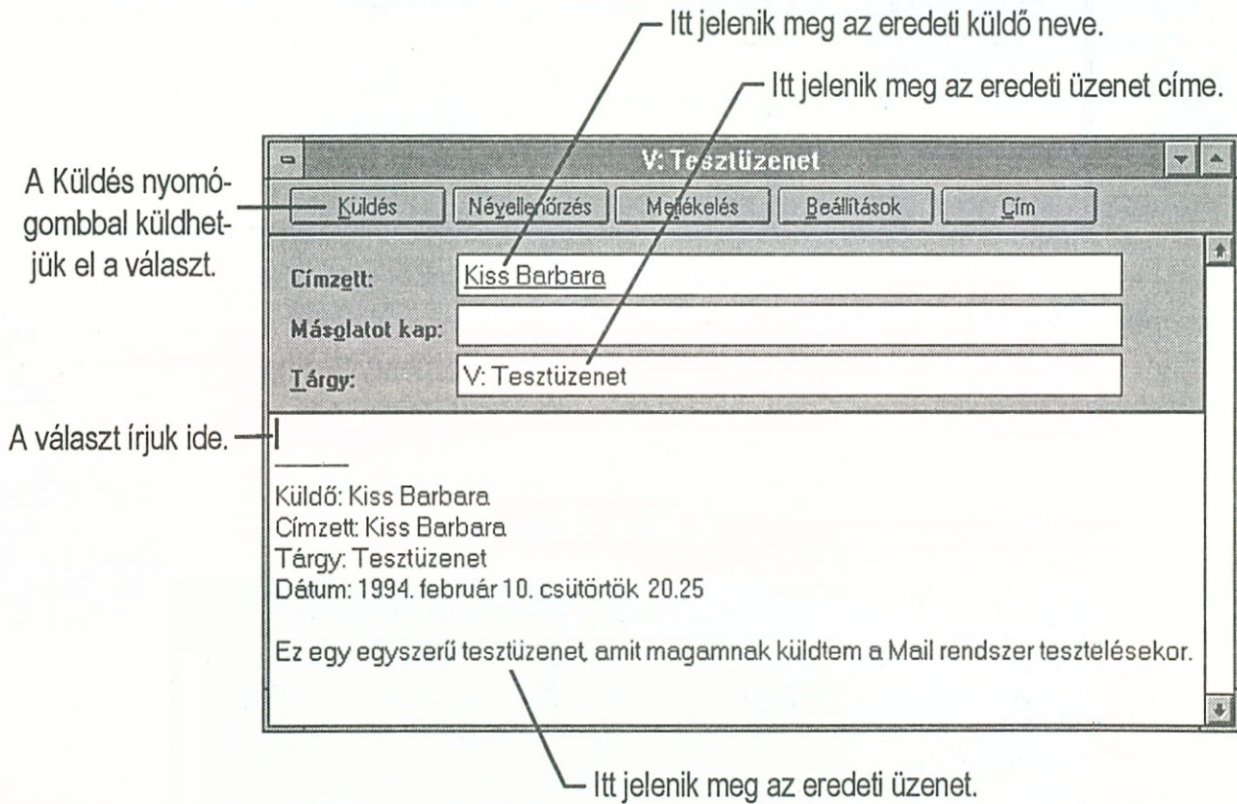 Itt jelenik meg az eredeti küldő neve.
Itt jelenik meg az eredeti üzenet címe.
A Küldés nyomó-
gombbal küldhet-
jük el a választ.
V: Tesztüzenet
Küldés Névellenőrzés Mellékelés Beállítások Cím
Címzett: Kiss Barbara
Másolatot kap:
Tárgy: V: Tesztüzenet
A választ írjuk ide.
Küldő: Kiss Barbara
Címzett: Kiss Barbara
Tárgy: Tesztüzenet
Dátum: 1994. február 10. csütörtök 20.25
Ez egy egyszerű tesztüzenet, amit magamnak küldtem a Mail rendszer tesztelésekor.
Itt jelenik meg az eredeti üzenet.